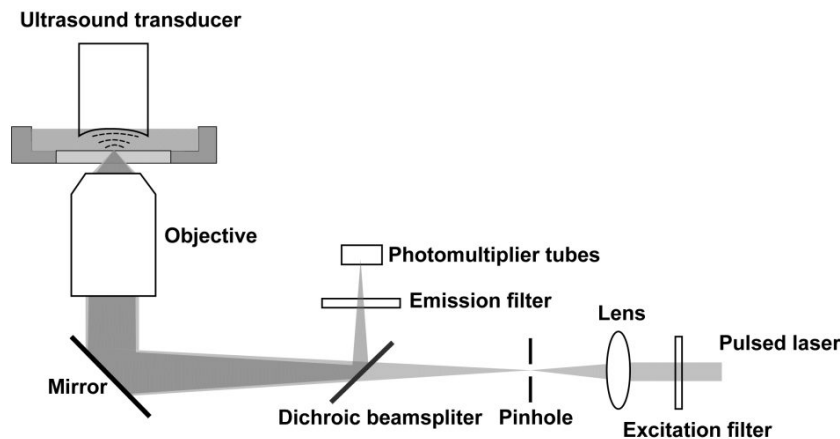 Ultrasound transducer
Objective
Photomultiplier tubes
Emission filter
Lens
Pulsed laser
Mirror
Dichroic beamspliter
Pinhole
Excitation filter